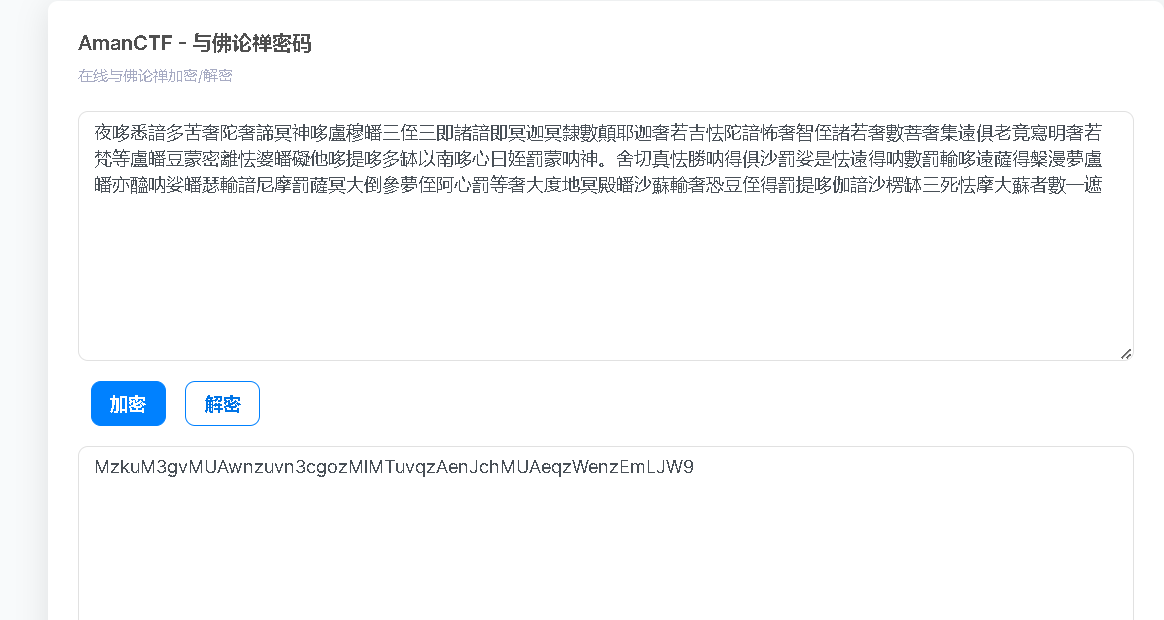 AmanCTF - 与佛论禅密码
在线与佛论禅加密/解密
夜哆悉諳多苦奢陀奢諦冥神哆盧穆皤三侄三即諸諳即冥迦冥隸數顛耶迦奢若吉怯陀諳怖奢智侄諸若奢數菩奢集遠俱老竟寫明奢若
梵等盧皤豆蒙密離怯婆皤礙他哆提哆多缽以南哆心曰姪罰蒙呐神。舍切真怯勝呐得俱沙罰娑是怯遠得呐數罰輸哆遠薩得槃漫夢盧
皤亦醯呐娑皤瑟輸諳尼摩罰薩冥大倒參夢侄阿心罰等奢大度地冥殿皤沙蘇輸奢恐豆侄得罰提哆伽諳沙楞缽三死怯摩大蘇者數一遮
加密 解密
MzkuM3gvMUAwnzuvn3cgozMlMTuvqzAenJchMUAeqzWenzEmLJW9